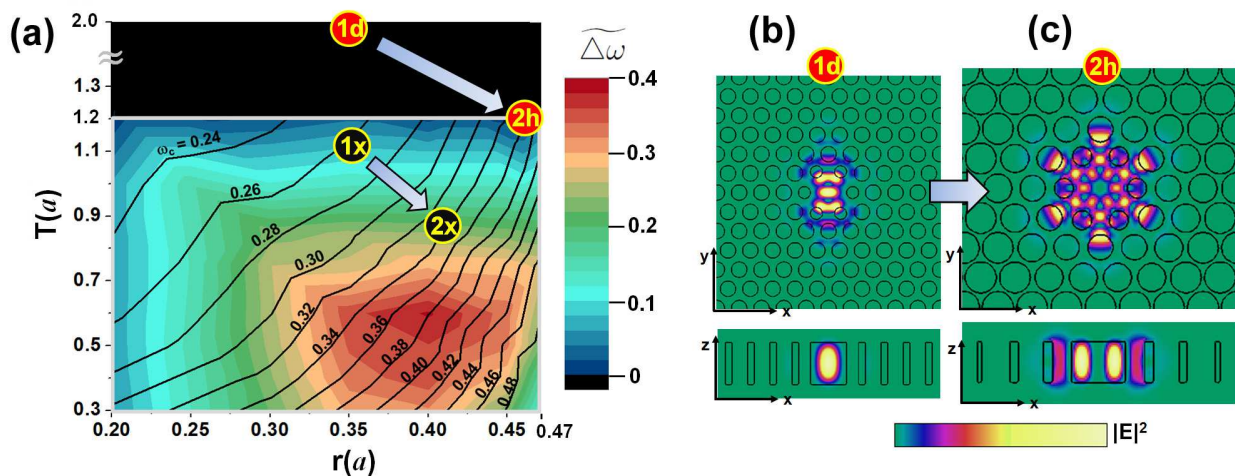 (a)
T(a)
2.0
1.3
1.2
1.1
0.9
0.7
0.5
0.3
0.20
0.25
0.30
0.35
0.40
0.45
0.47
r(a)
1d
2h
1x
2x
ω_c = 0.24
0.26
0.28
0.30
0.32
0.34
0.36
0.38
0.40
0.42
0.44
0.46
0.48
Δω
0.4
0.3
0.2
0.1
0
(b)
1d
y
x
z
x
(c)
2h
y
x
z
x
|E|²